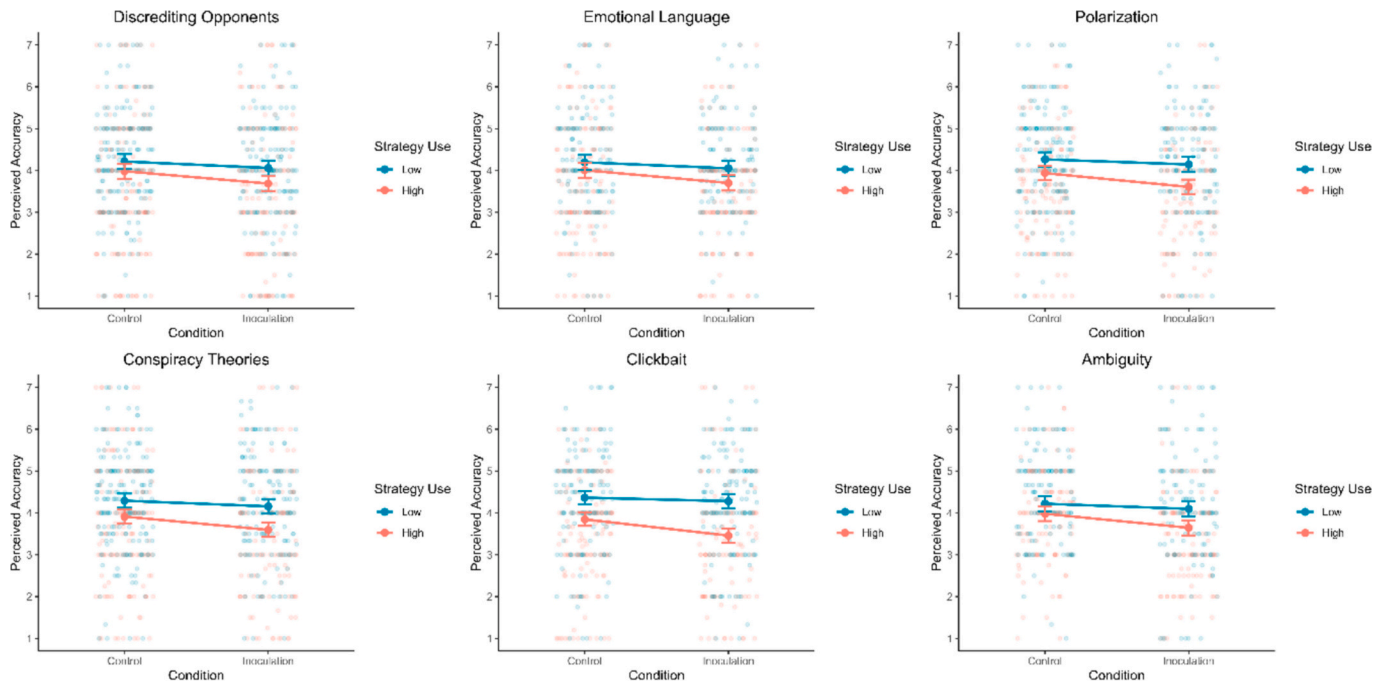 Discrediting Opponents
Perceived Accuracy
7
6
5
4
3
2
1
Control
Inoculation
Condition
Strategy Use
Low
High
Emotional Language
Perceived Accuracy
7
6
5
4
3
2
1
Control
Inoculation
Condition
Strategy Use
Low
High
Polarization
Perceived Accuracy
7
6
5
4
3
2
1
Control
Inoculation
Condition
Strategy Use
Low
High
Conspiracy Theories
Perceived Accuracy
7
6
5
4
3
2
1
Control
Inoculation
Condition
Strategy Use
Low
High
Clickbait
Perceived Accuracy
7
6
5
4
3
2
1
Control
Inoculation
Condition
Strategy Use
Low
High
Ambiguity
Perceived Accuracy
7
6
5
4
3
2
1
Control
Inoculation
Condition
Strategy Use
Low
High